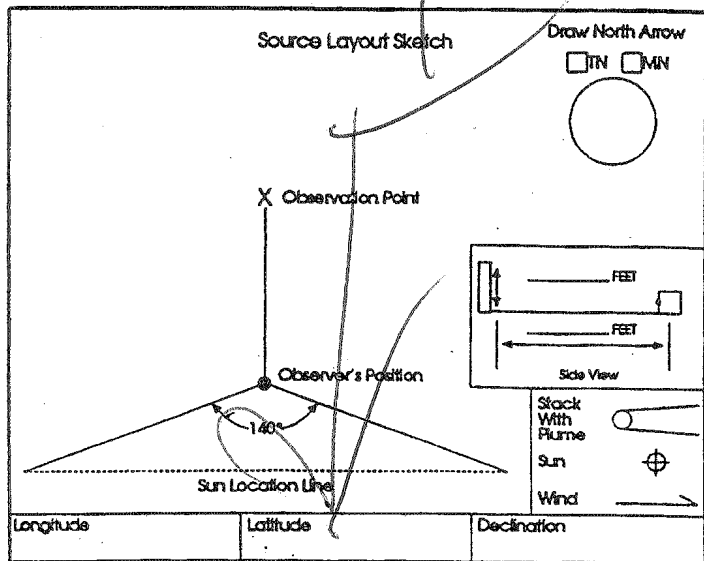 Source Layout Sketch
Draw North Arrow
TN MN
X Observation Point
FEET
FEET
Side View
Observer's Position
140°
Sun Location Line
Stack
With
Plume
Sun
Wind
Longitude
Latitude
Declination